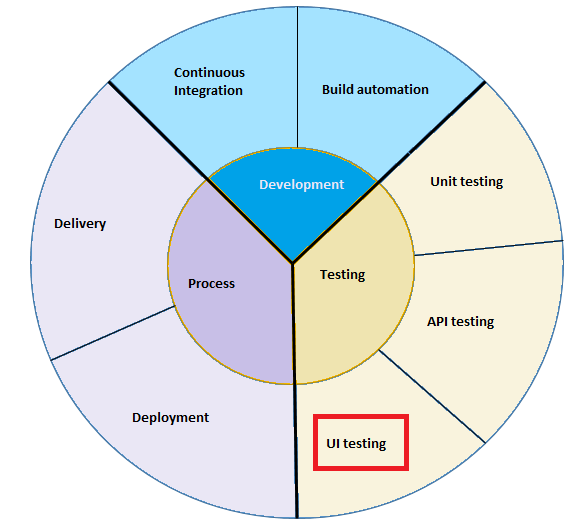 Continuous
Integration
Build automation
Development
Unit testing
Delivery
Process
Testing
API testing
Deployment
UI testing